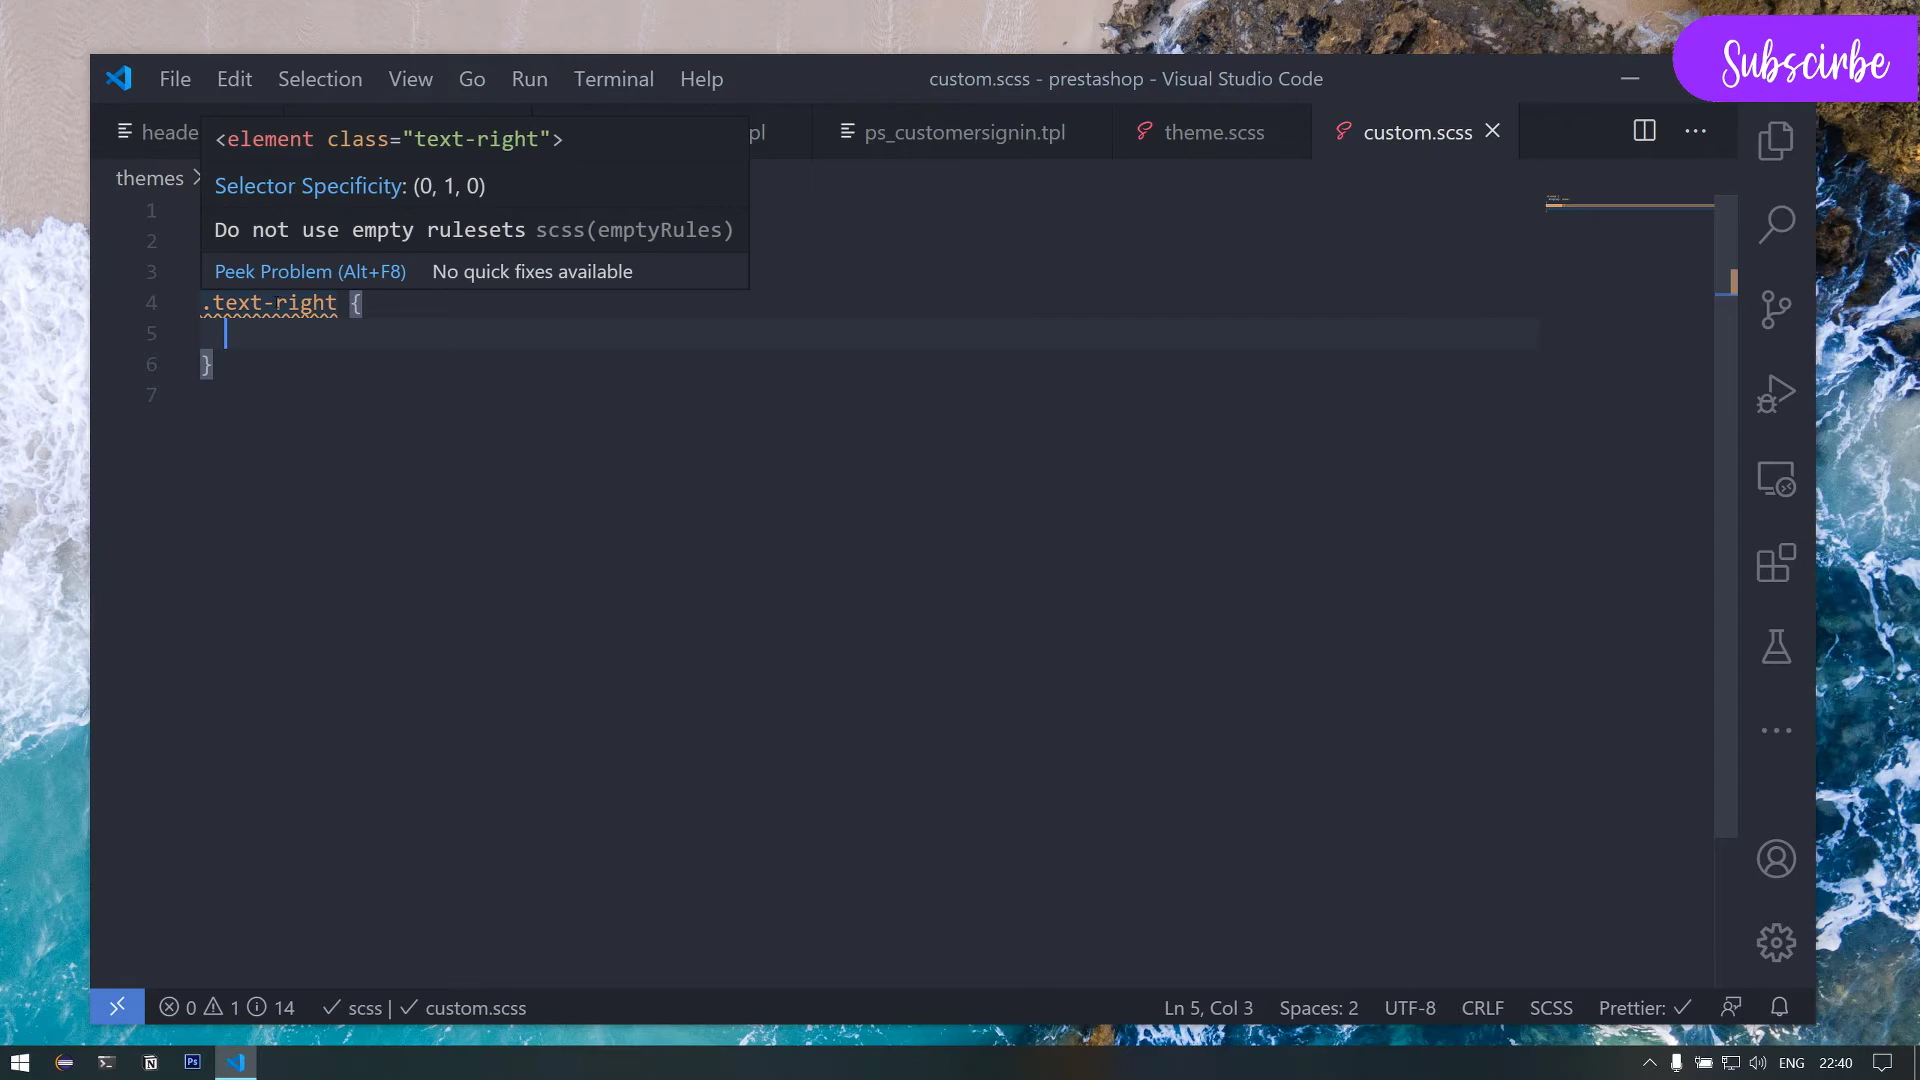 Subscirbe
File Edit Selection View Go Run Terminal Help
custom.scss - prestashop - Visual Studio Code
heade
pl
ps_customersignin.tpl
theme.scss
custom.scss
themes >
<element class="text-right">
Selector Specificity: (0, 1, 0)
Do not use empty rulesets scss(emptyRules)
Peek Problem (Alt+F8) No quick fixes available
1
2
3
4 .text-right {
5
6 }
7
0 1 14 scss | custom.scss
Ln 5, Col 3 Spaces: 2 UTF-8 CRLF SCSS Prettier: ✓
Ps
ENG 22:40